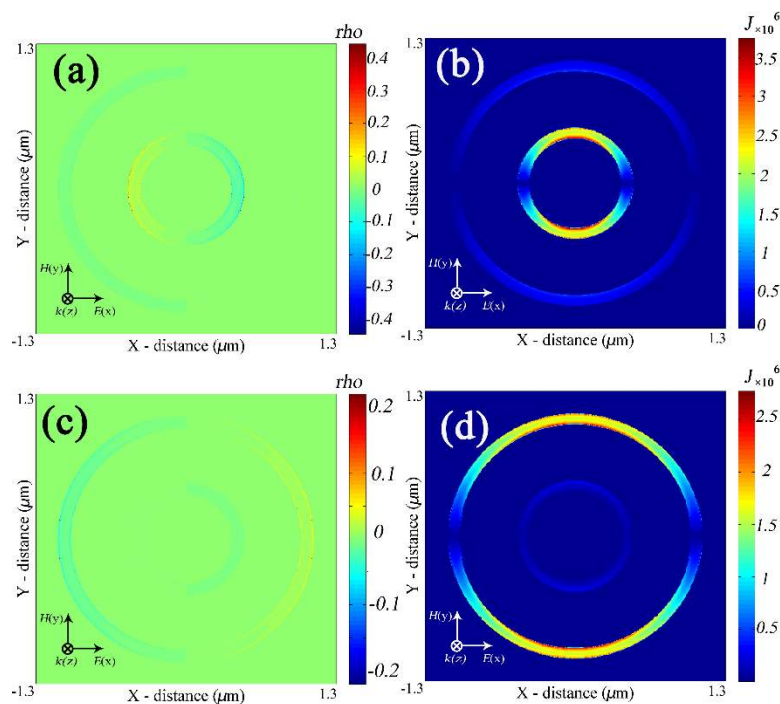 1.3
rho
(a)
0.4
0.3
0.2
0.1
0
-0.1
-0.2
-0.3
-0.4
Y - distance (μm)
H(y)
k(z)
E(x)
-1.3
X - distance (μm)
1.3
1.3
J ×10⁶
(b)
3.5
3
2.5
2
1.5
1
0.5
0
Y - distance (μm)
H(y)
k(z)
E(x)
-1.3
X - distance (μm)
1.3
1.3
rho
(c)
0.2
0.1
0
-0.1
-0.2
Y - distance (μm)
H(y)
k(z)
E(x)
-1.3
X - distance (μm)
1.3
1.3
J ×10⁶
(d)
2.5
2
1.5
1
0.5
Y - distance (μm)
H(y)
k(z)
E(x)
-1.3
X - distance (μm)
1.3